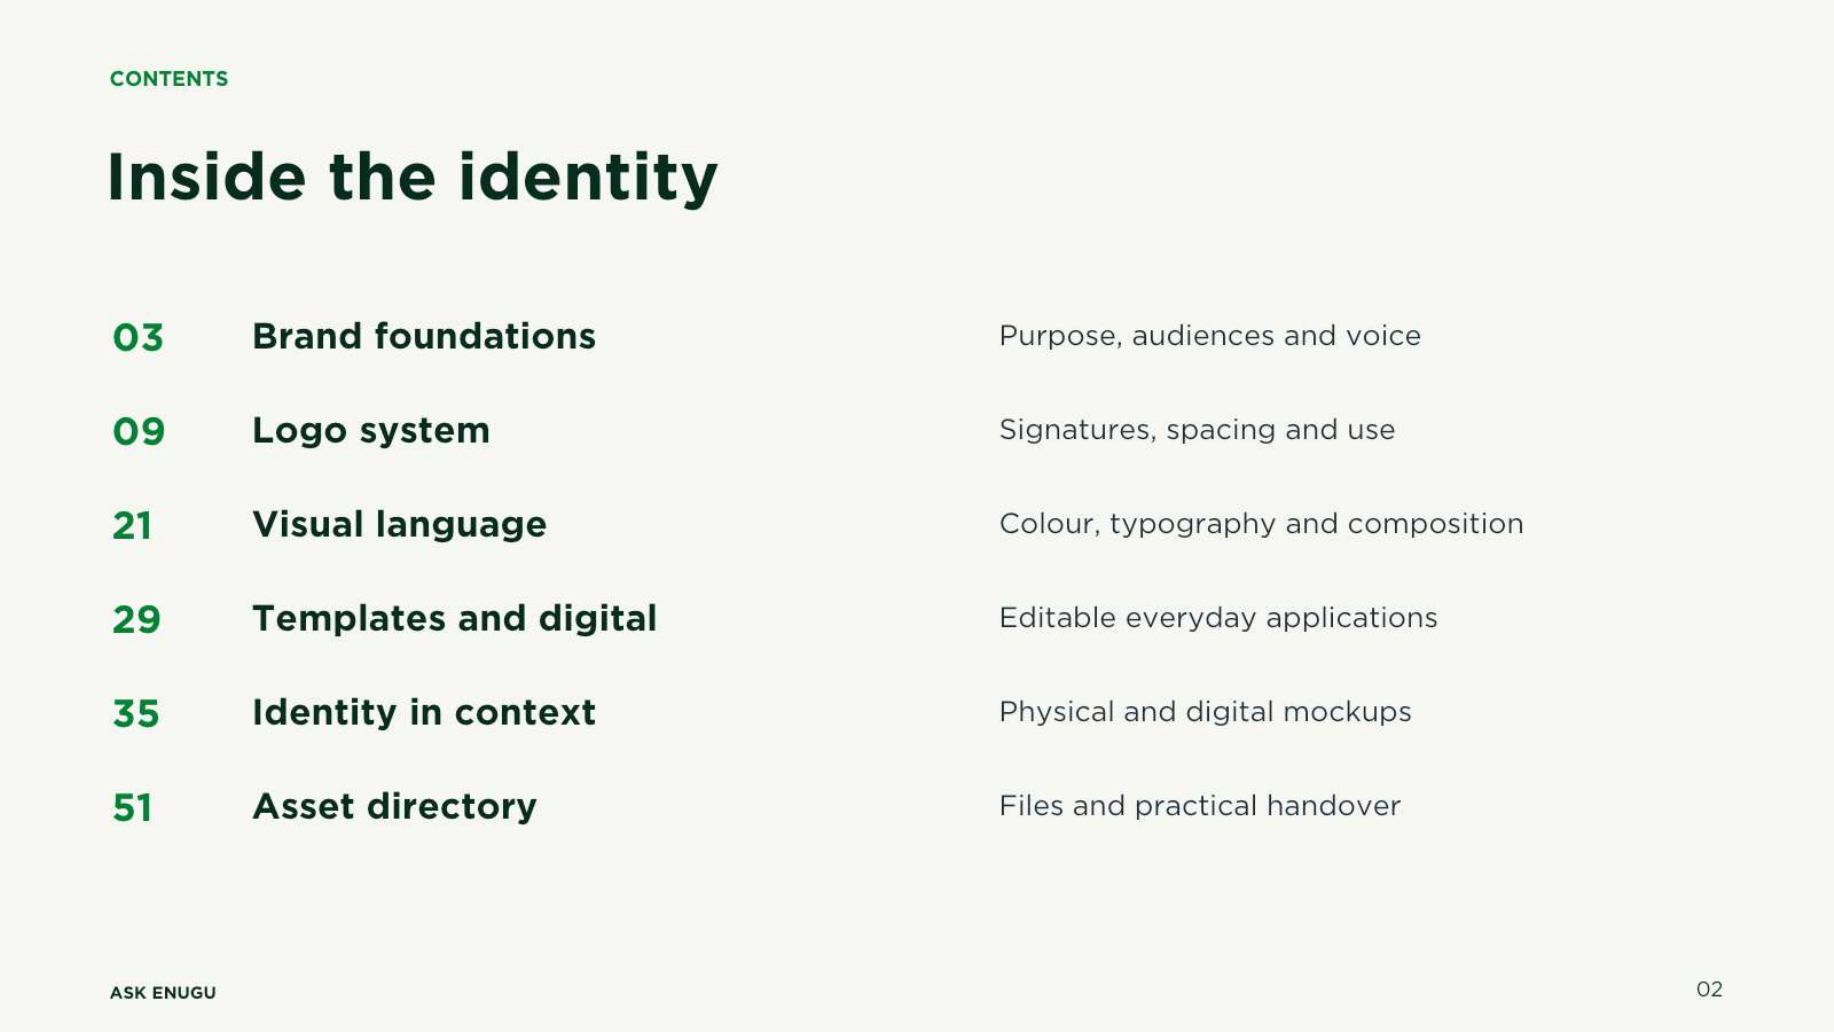 CONTENTS
Inside the identity
03 Brand foundations Purpose, audiences and voice
09 Logo system Signatures, spacing and use
21 Visual language Colour, typography and composition
29 Templates and digital Editable everyday applications
35 Identity in context Physical and digital mockups
51 Asset directory Files and practical handover
ASK ENUGU 02